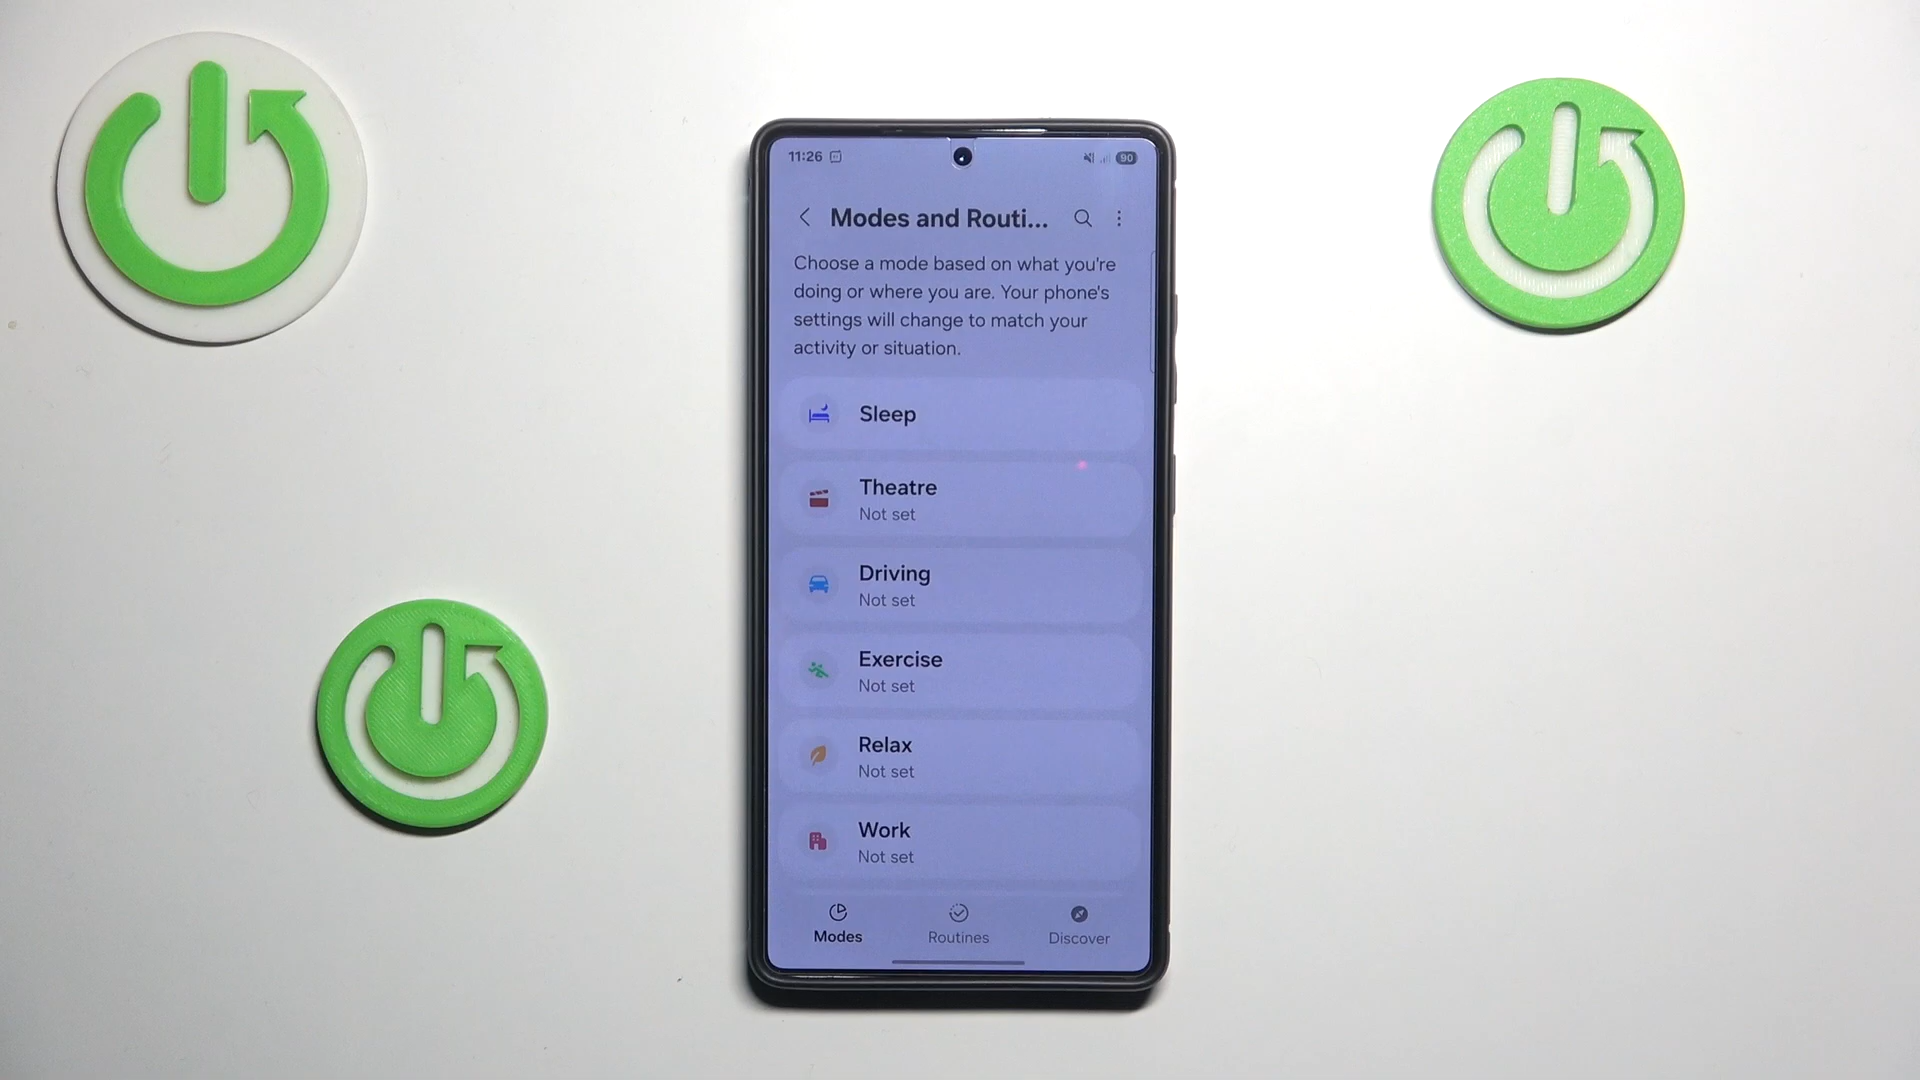 11:26
90
Modes and Routi...
Choose a mode based on what you're
doing or where you are. Your phone's
settings will change to match your
activity or situation.
Sleep
Theatre
Not set
Driving
Not set
Exercise
Not set
Relax
Not set
Work
Not set
Modes
Routines
Discover